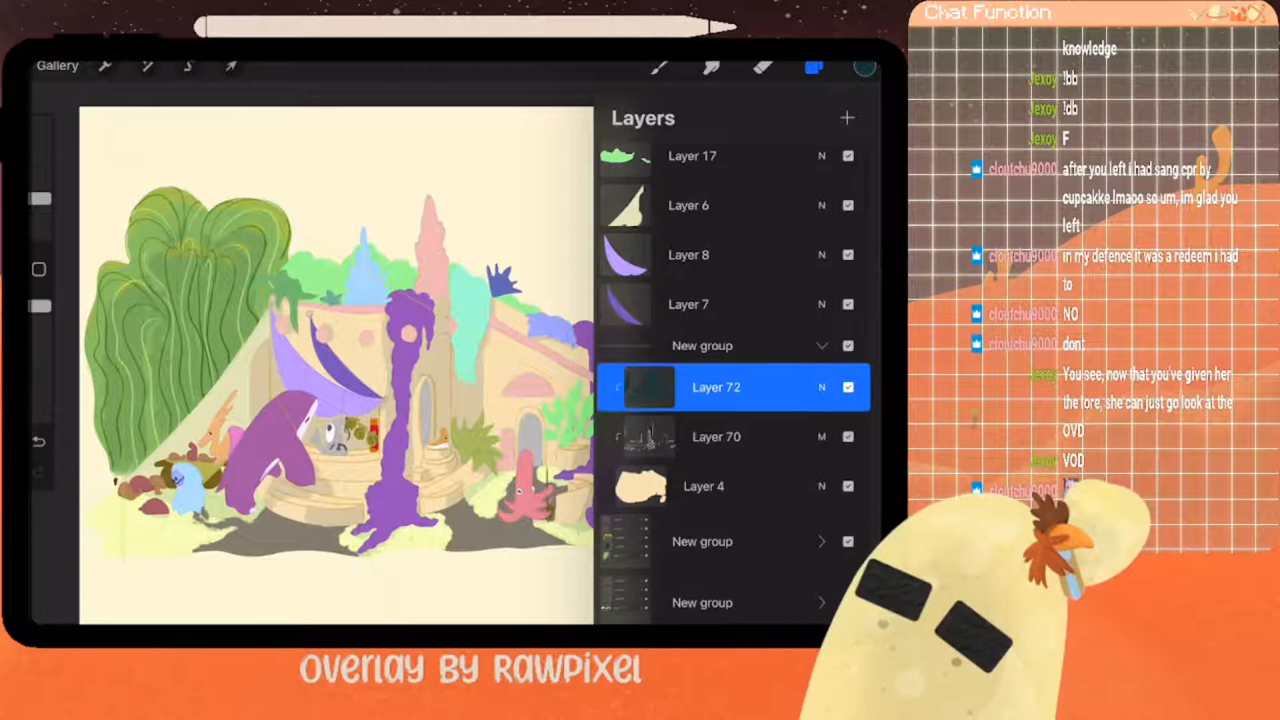 Chat Function
Gallery
Layers
Layer 17 N
Layer 6 N
Layer 8 N
Layer 7 N
New group
Layer 72 N
Layer 70 M
Layer 4 N
New group
New group
knowledge
Jexoy !bb
Jexoy !db
Jexoy F
cloutchu9000 after you left i had sang cpr by
cupcakke lmaoo so um, im glad you
left
cloutchu9000 in my defence it was a redeem i had
to
cloutchu9000 NO
cloutchu9000 dont
Jexoy You see, now that you've given her
the lore, she can just go look at the
OVD
Jexoy VOD
cloutchu9000
OVERLAY BY RAWPIXEL